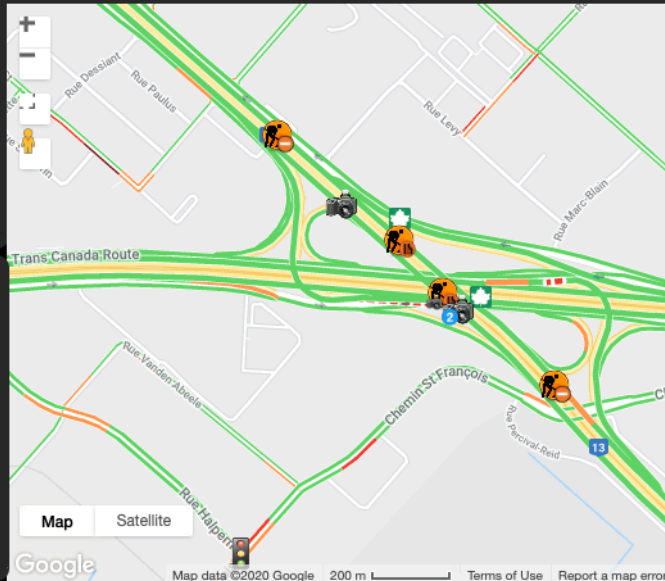 Rue Dessiant
Rue Paulus
Rue Levy
Rue Marc-Blain
Trans Canada Route
2
Rue Vanden Abeele
Chemin St François
Rue Percival-Reid
13
Rue Halpern
Map
Satellite
Google
Map data ©2020 Google
200 m
Terms of Use
Report a map error